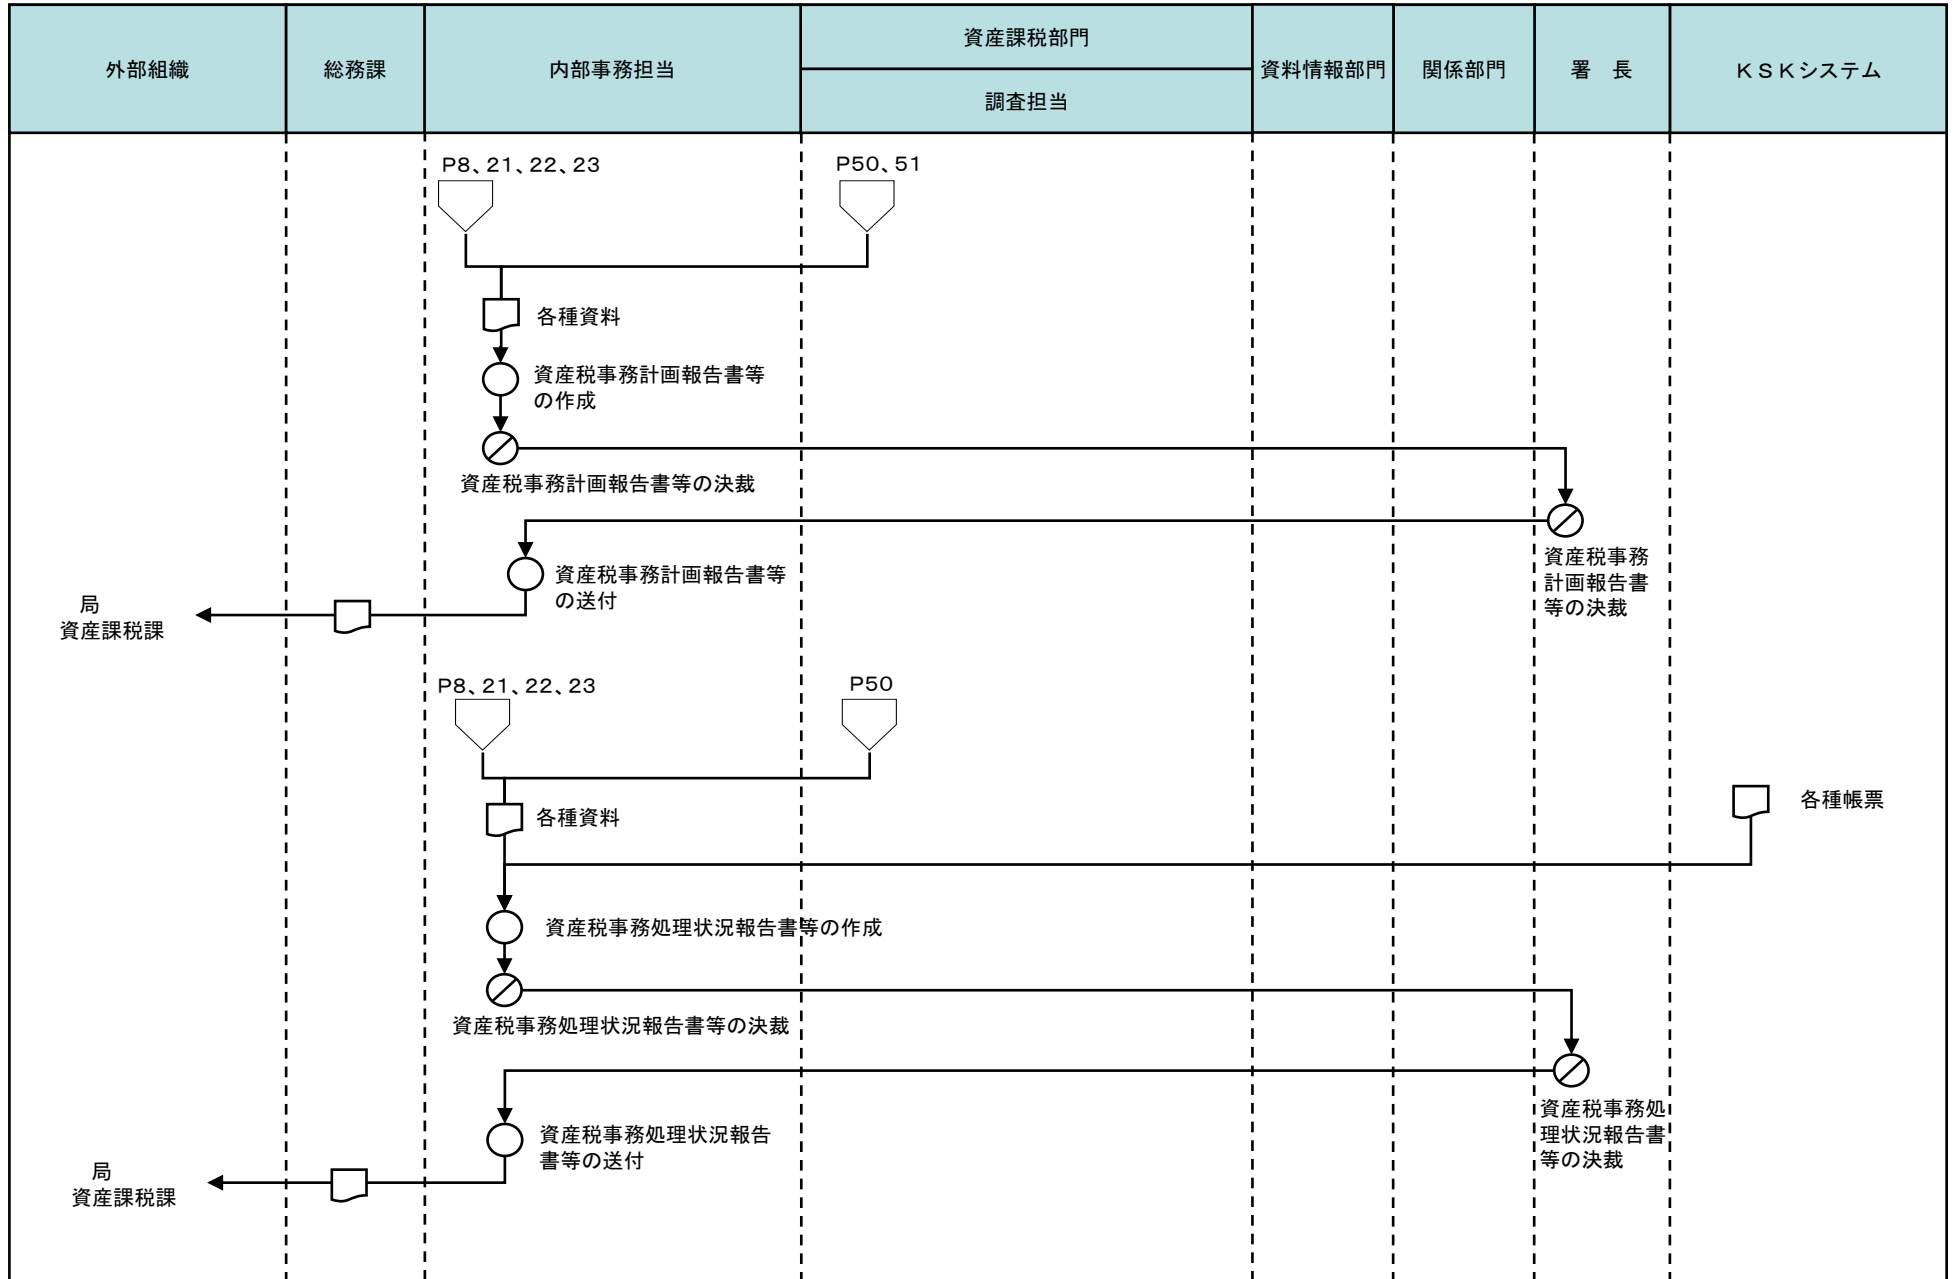 外部組織
総務課
内部事務担当
資産課税部門
調査担当
資料情報部門
関係部門
署　長
ＫＳＫシステム
P8、21、22、23
P50、51
各種資料
資産税事務計画報告書等
の作成
資産税事務計画報告書等の決裁
資産税事務
計画報告書
等の決裁
資産税事務計画報告書等
の送付
局
資産課税課
P8、21、22、23
P50
各種資料
各種帳票
資産税事務処理状況報告書等の作成
資産税事務処理状況報告書等の決裁
資産税事務処
理状況報告書
等の決裁
資産税事務処理状況報告
書等の送付
局
資産課税課